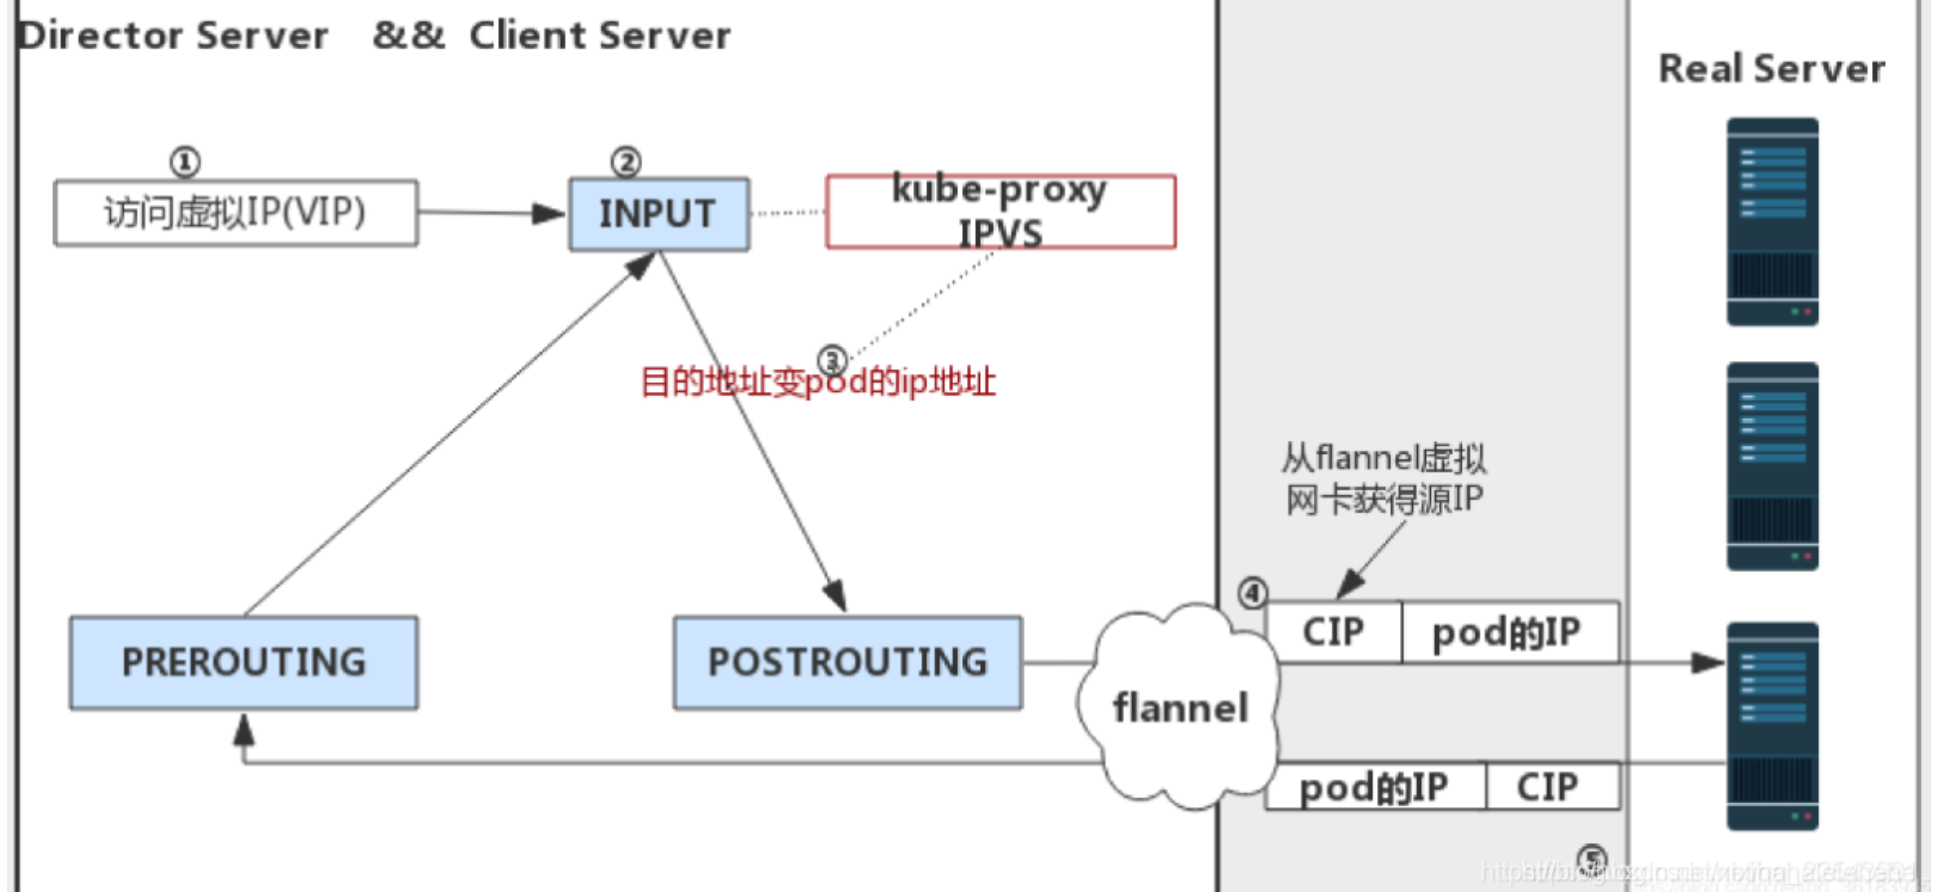 Director Server && Client Server
Real Server
①
访问虚拟IP(VIP)
②
INPUT
kube-proxy
IPVS
③
目的地址变pod的ip地址
从flannel虚拟
网卡获得源IP
④
CIP
pod的IP
PREROUTING
POSTROUTING
flannel
pod的IP
CIP
⑤